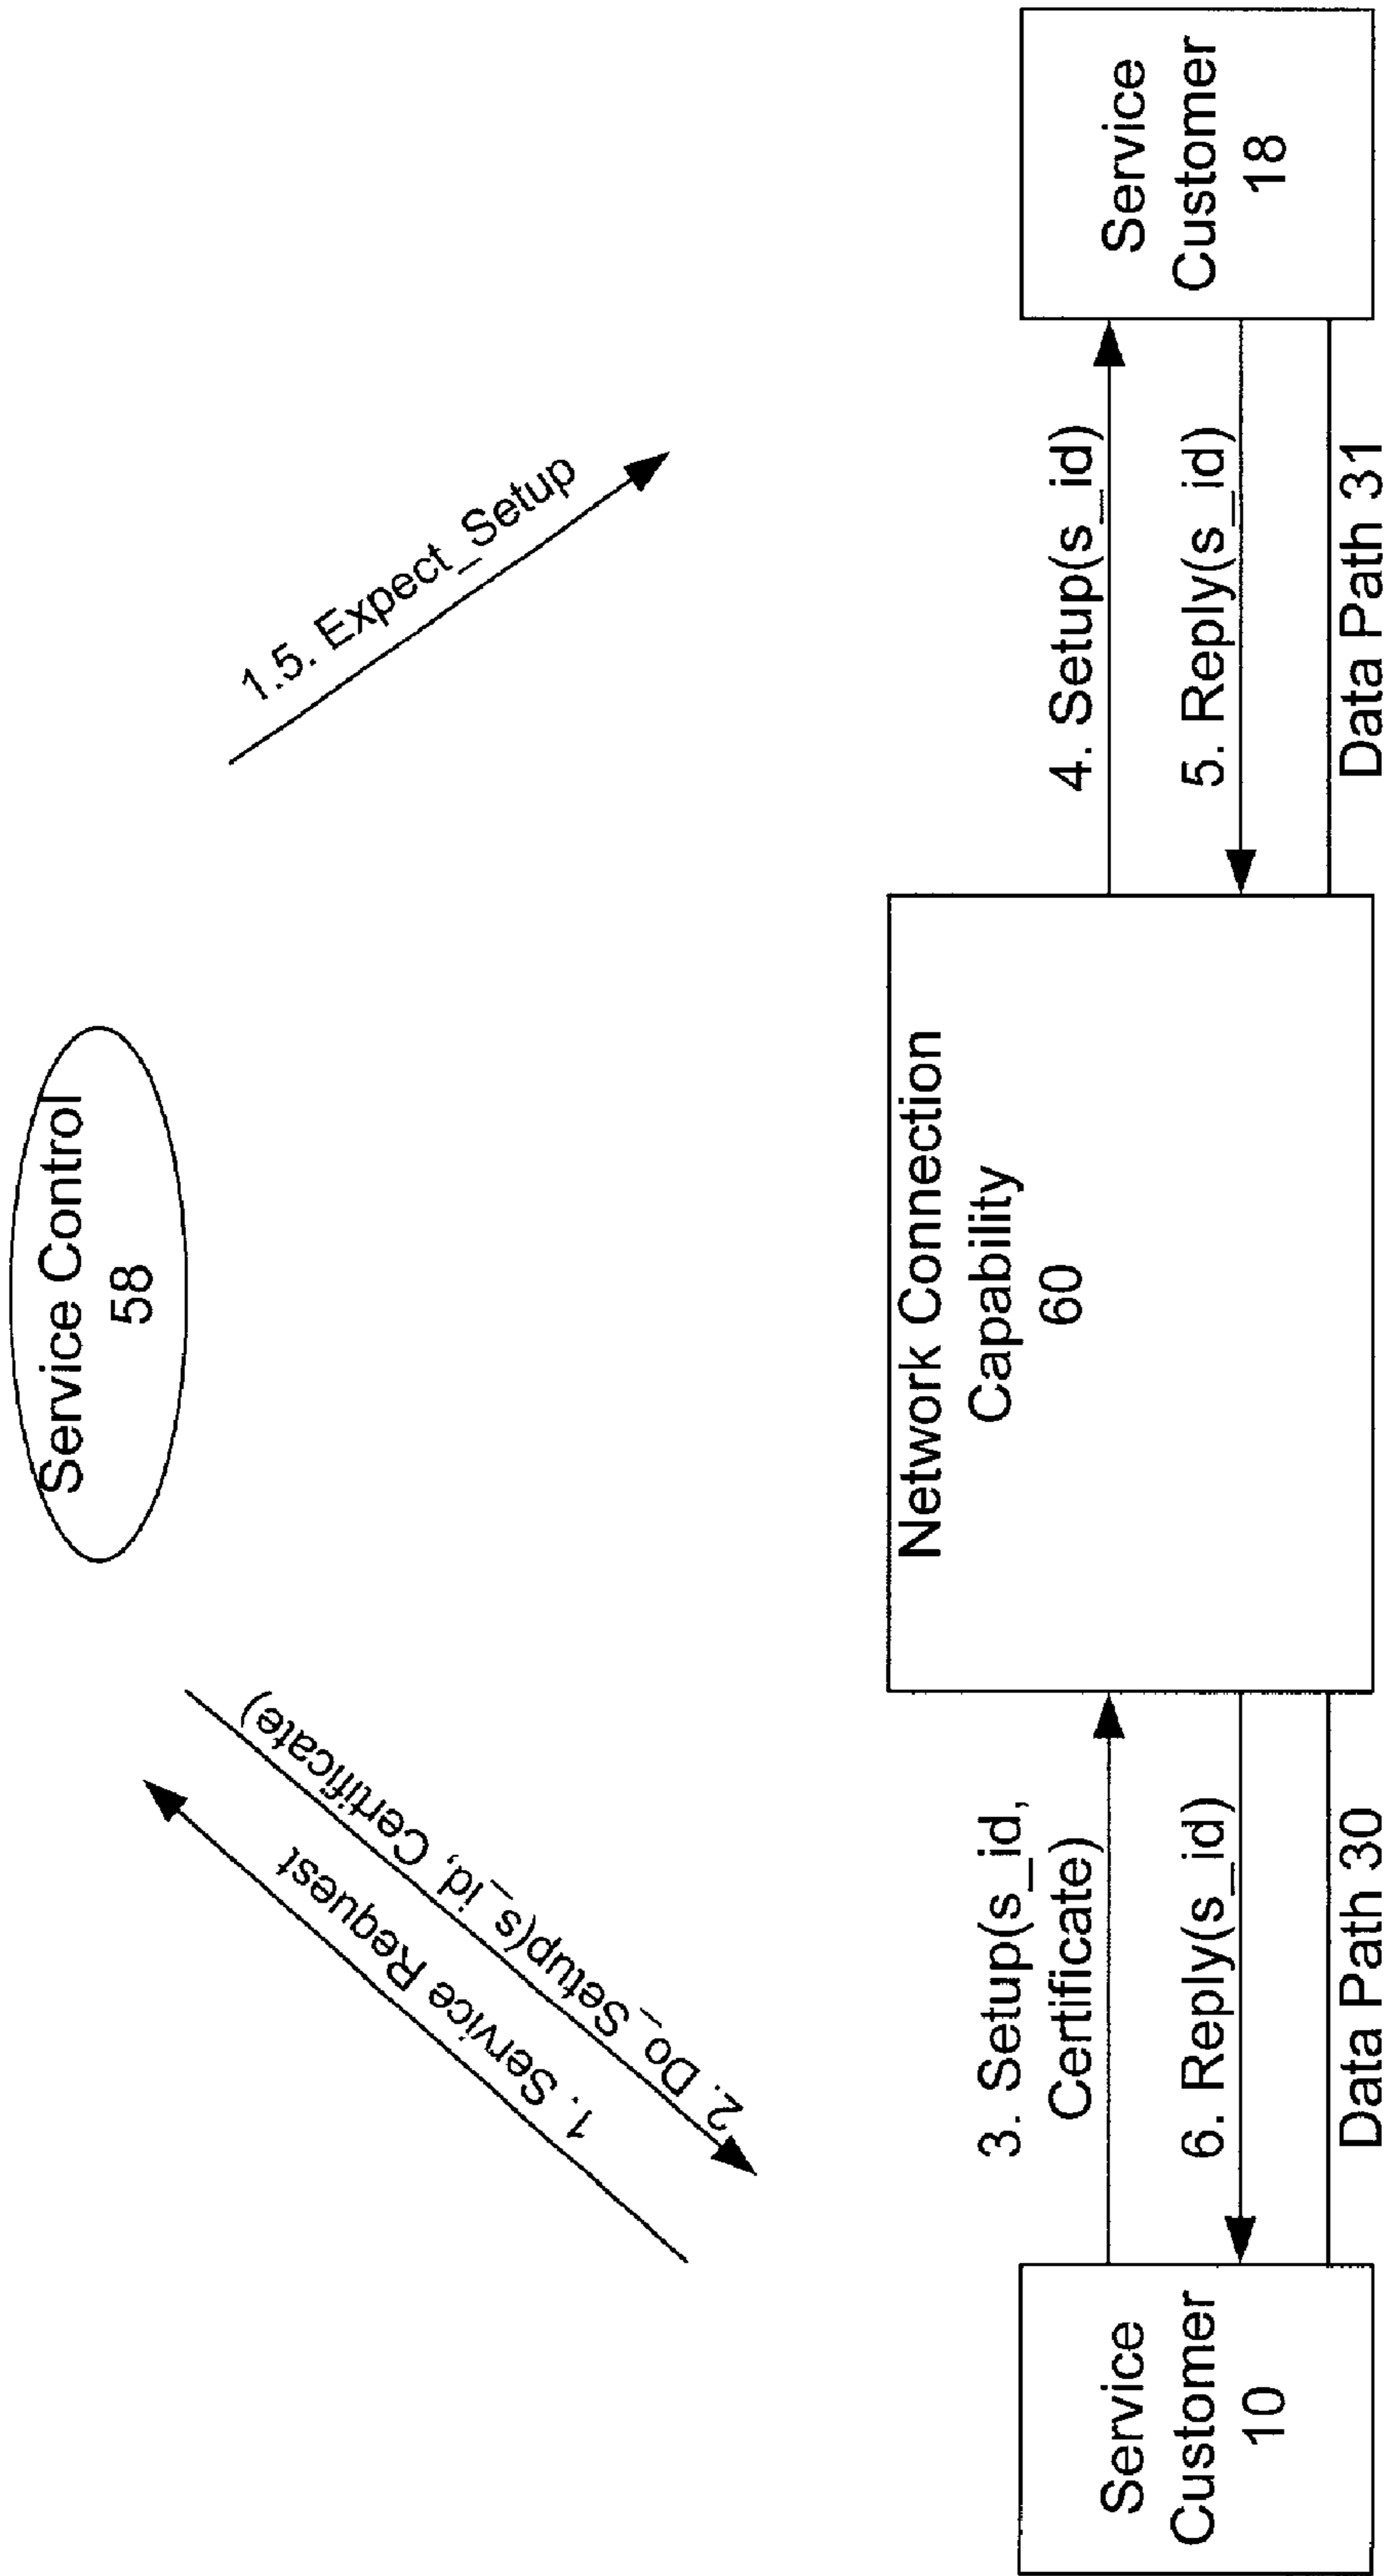 Service Control
58
1. Service Request
2. Do_Setup(s_id, Certificate)
1.5. Expect_Setup
Network Connection
Capability
60
Service
Customer
10
3. Setup(s_id,
Certificate)
6. Reply(s_id)
Data Path 30
4. Setup(s_id)
5. Reply(s_id)
Data Path 31
Service
Customer
18